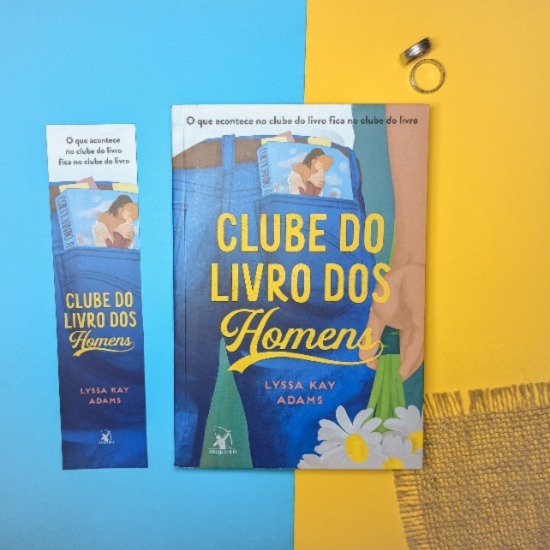 O que acontece
no clube do livro
fica no clube do livro
CLUBE DO
LIVRO DOS
Homens
LYSSA KAY
ADAMS
O que acontece no clube do livro fica no clube do livro
CLUBE DO
LIVRO DOS
Homens
LYSSA KAY
ADAMS
ARQUEIRO